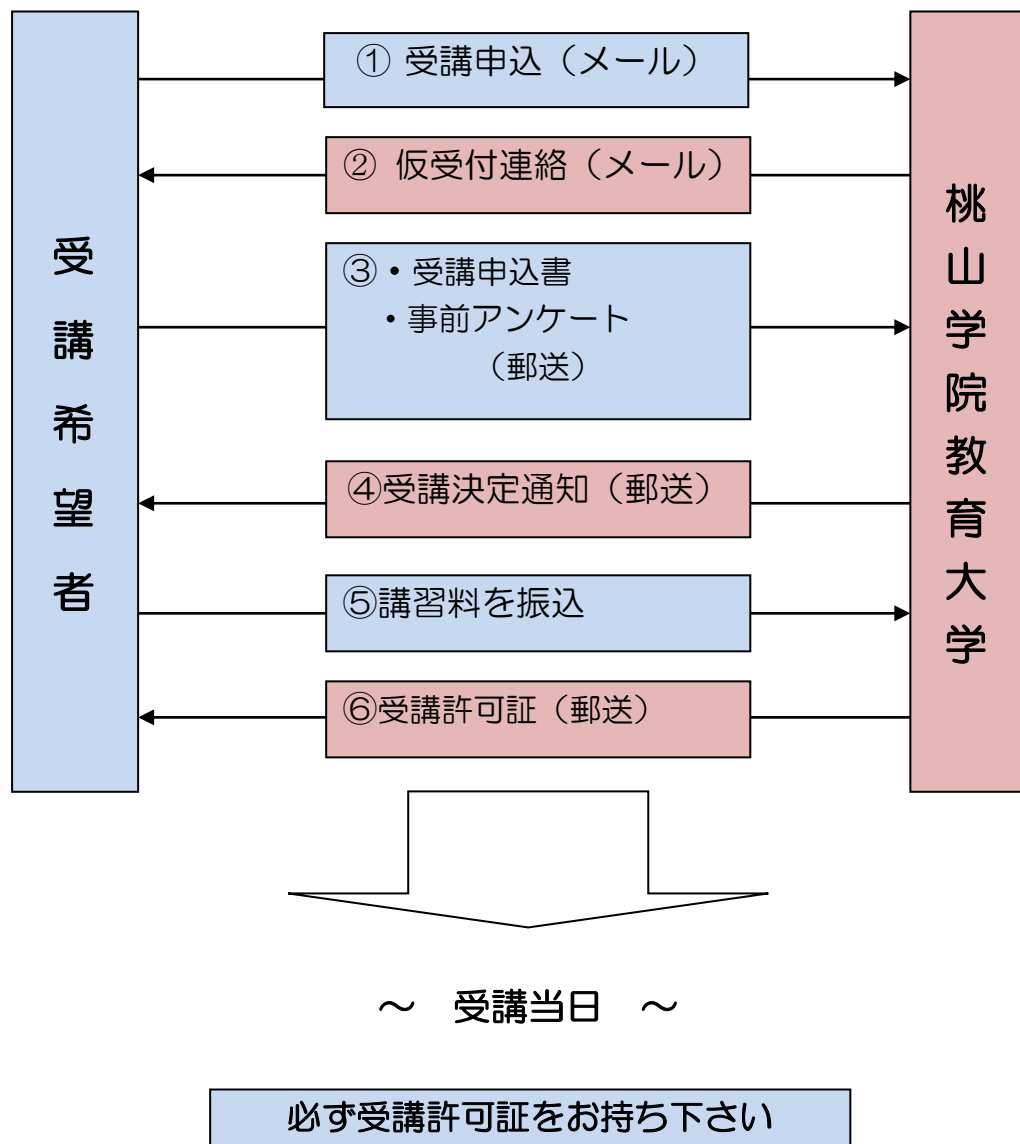 受講希望者
① 受講申込（メール）
② 仮受付連絡（メール）
③・受講申込書
・事前アンケート
（郵送）
④受講決定通知（郵送）
⑤講習料を振込
⑥受講許可証（郵送）
桃山学院教育大学
～　受講当日　～
必ず受講許可証をお持ち下さい